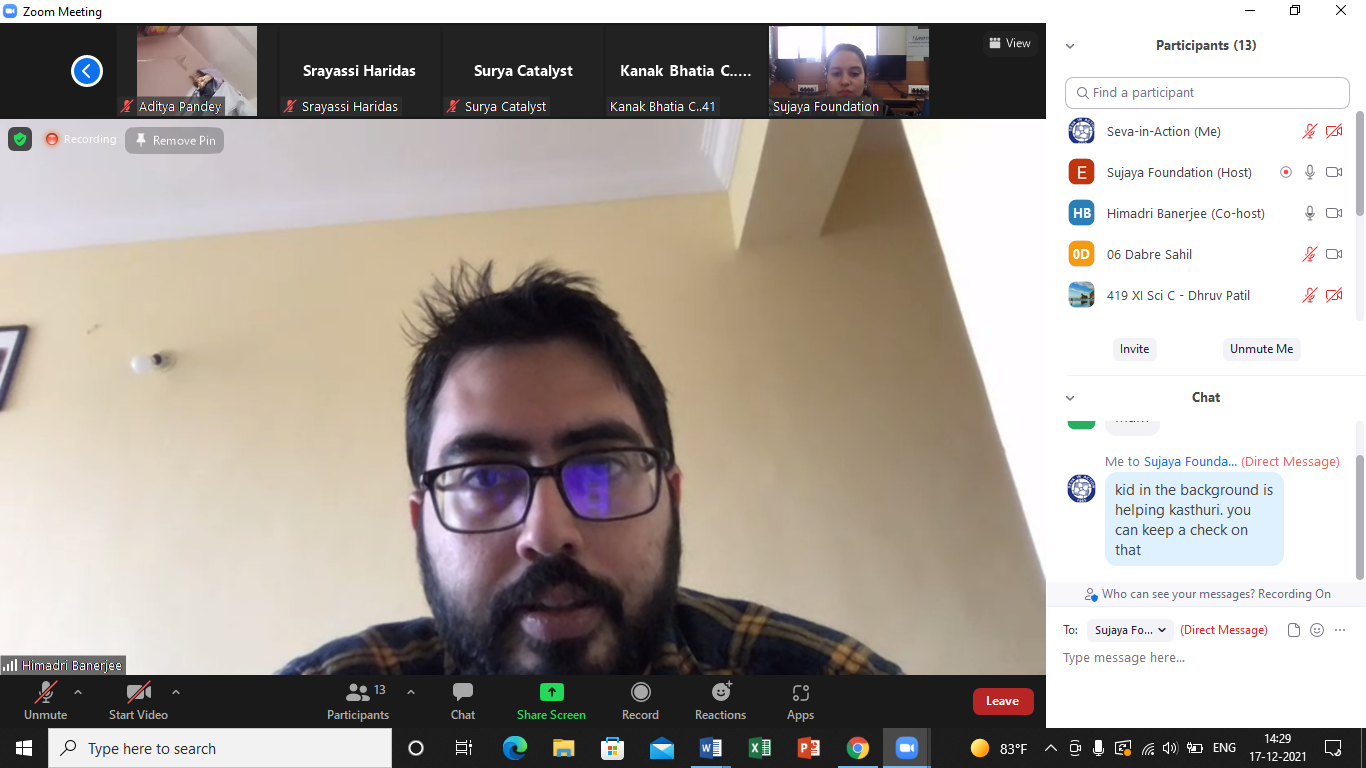 Zoom Meeting
Aditya Pandey
Srayassi Haridas
Srayassi Haridas
Surya Catalyst
Surya Catalyst
Kanak Bhatia C.....
Kanak Bhatia C..41
Sujaya Foundation
View
Recording
Remove Pin
Himadri Banerjee
Participants (13)
Find a participant
Seva-in-Action (Me)
E
Sujaya Foundation (Host)
HB
Himadri Banerjee (Co-host)
0D
06 Dabre Sahil
419 XI Sci C - Dhruv Patil
Invite
Unmute Me
Chat
Me to Sujaya Founda... (Direct Message)
kid in the background is
helping kasthuri. you
can keep a check on
that
Who can see your messages? Recording On
To:
Sujaya Fo...
(Direct Message)
Type message here...
Unmute
Start Video
13
Participants
Chat
Share Screen
Record
Reactions
Apps
Leave
Type here to search
83°F
ENG
14:29
17-12-2021